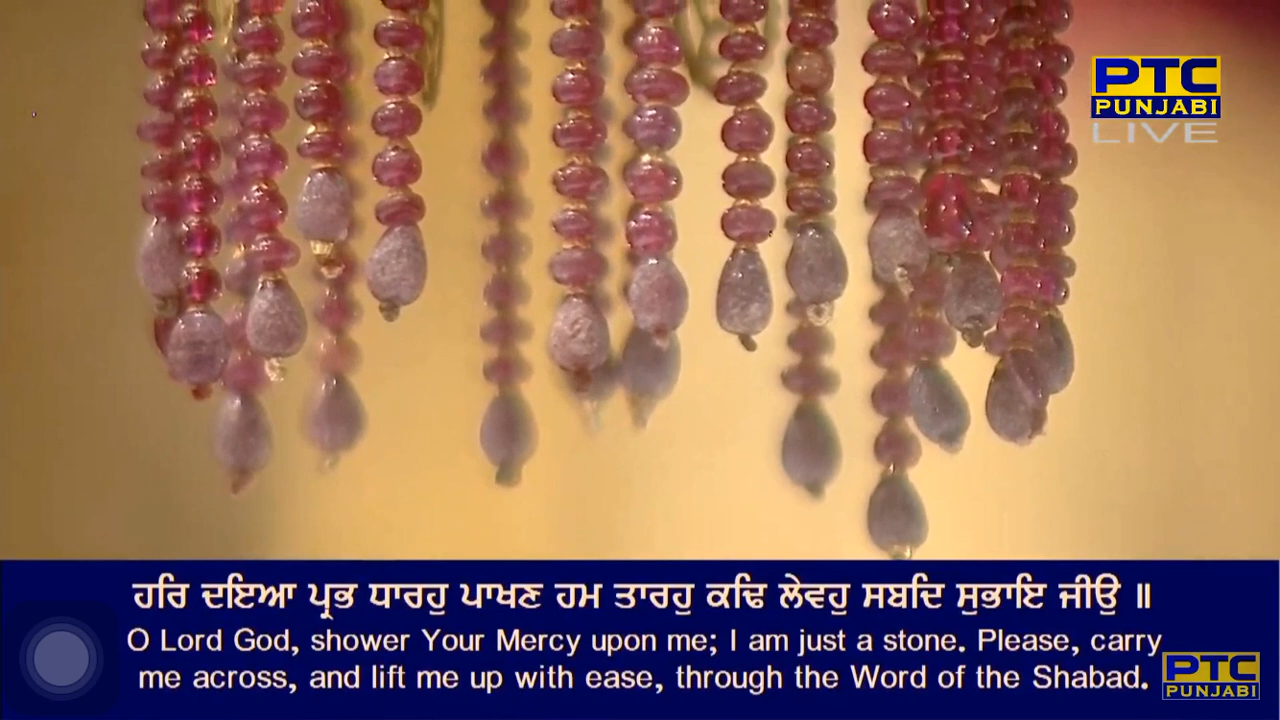 PTC
PUNJABI
LIVE
ਹਰਿ ਦਇਆ ਪ੍ਰਭ ਧਾਰਹੁ ਪਾਖਣ ਹਮ ਤਾਰਹੁ ਕਢਿ ਲੇਵਹੁ ਸਬਦਿ ਸੁਭਾਇ ਜੀਉ ॥
O Lord God, shower Your Mercy upon me; I am just a stone. Please, carry
me across, and lift me up with ease, through the Word of the Shabad.
PTC
PUNJABI